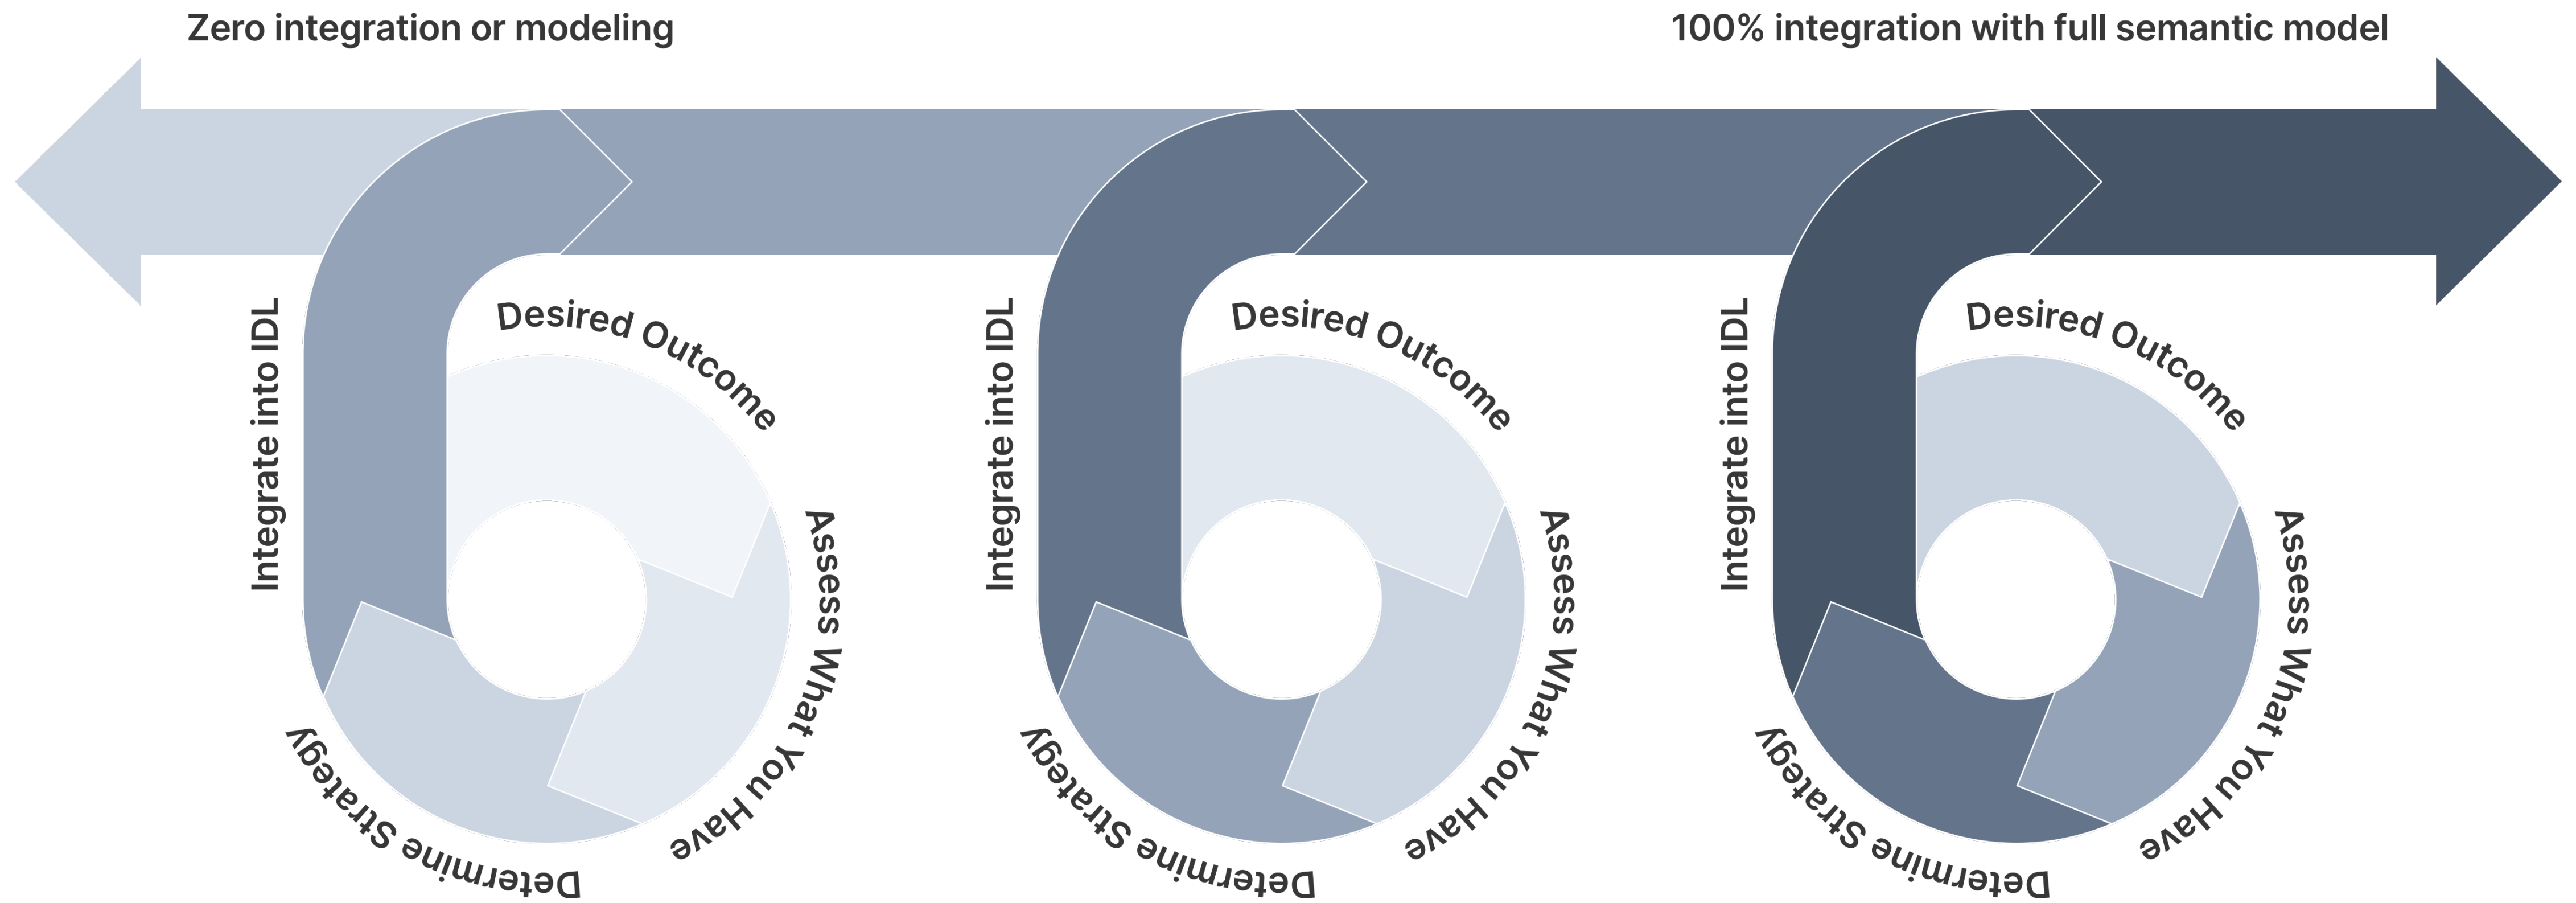 Zero integration or modeling
100% integration with full semantic model
Integrate into IDL
Desired Outcome
Assess What You Have
Determine Strategy
Integrate into IDL
Desired Outcome
Assess What You Have
Determine Strategy
Integrate into IDL
Desired Outcome
Assess What You Have
Determine Strategy